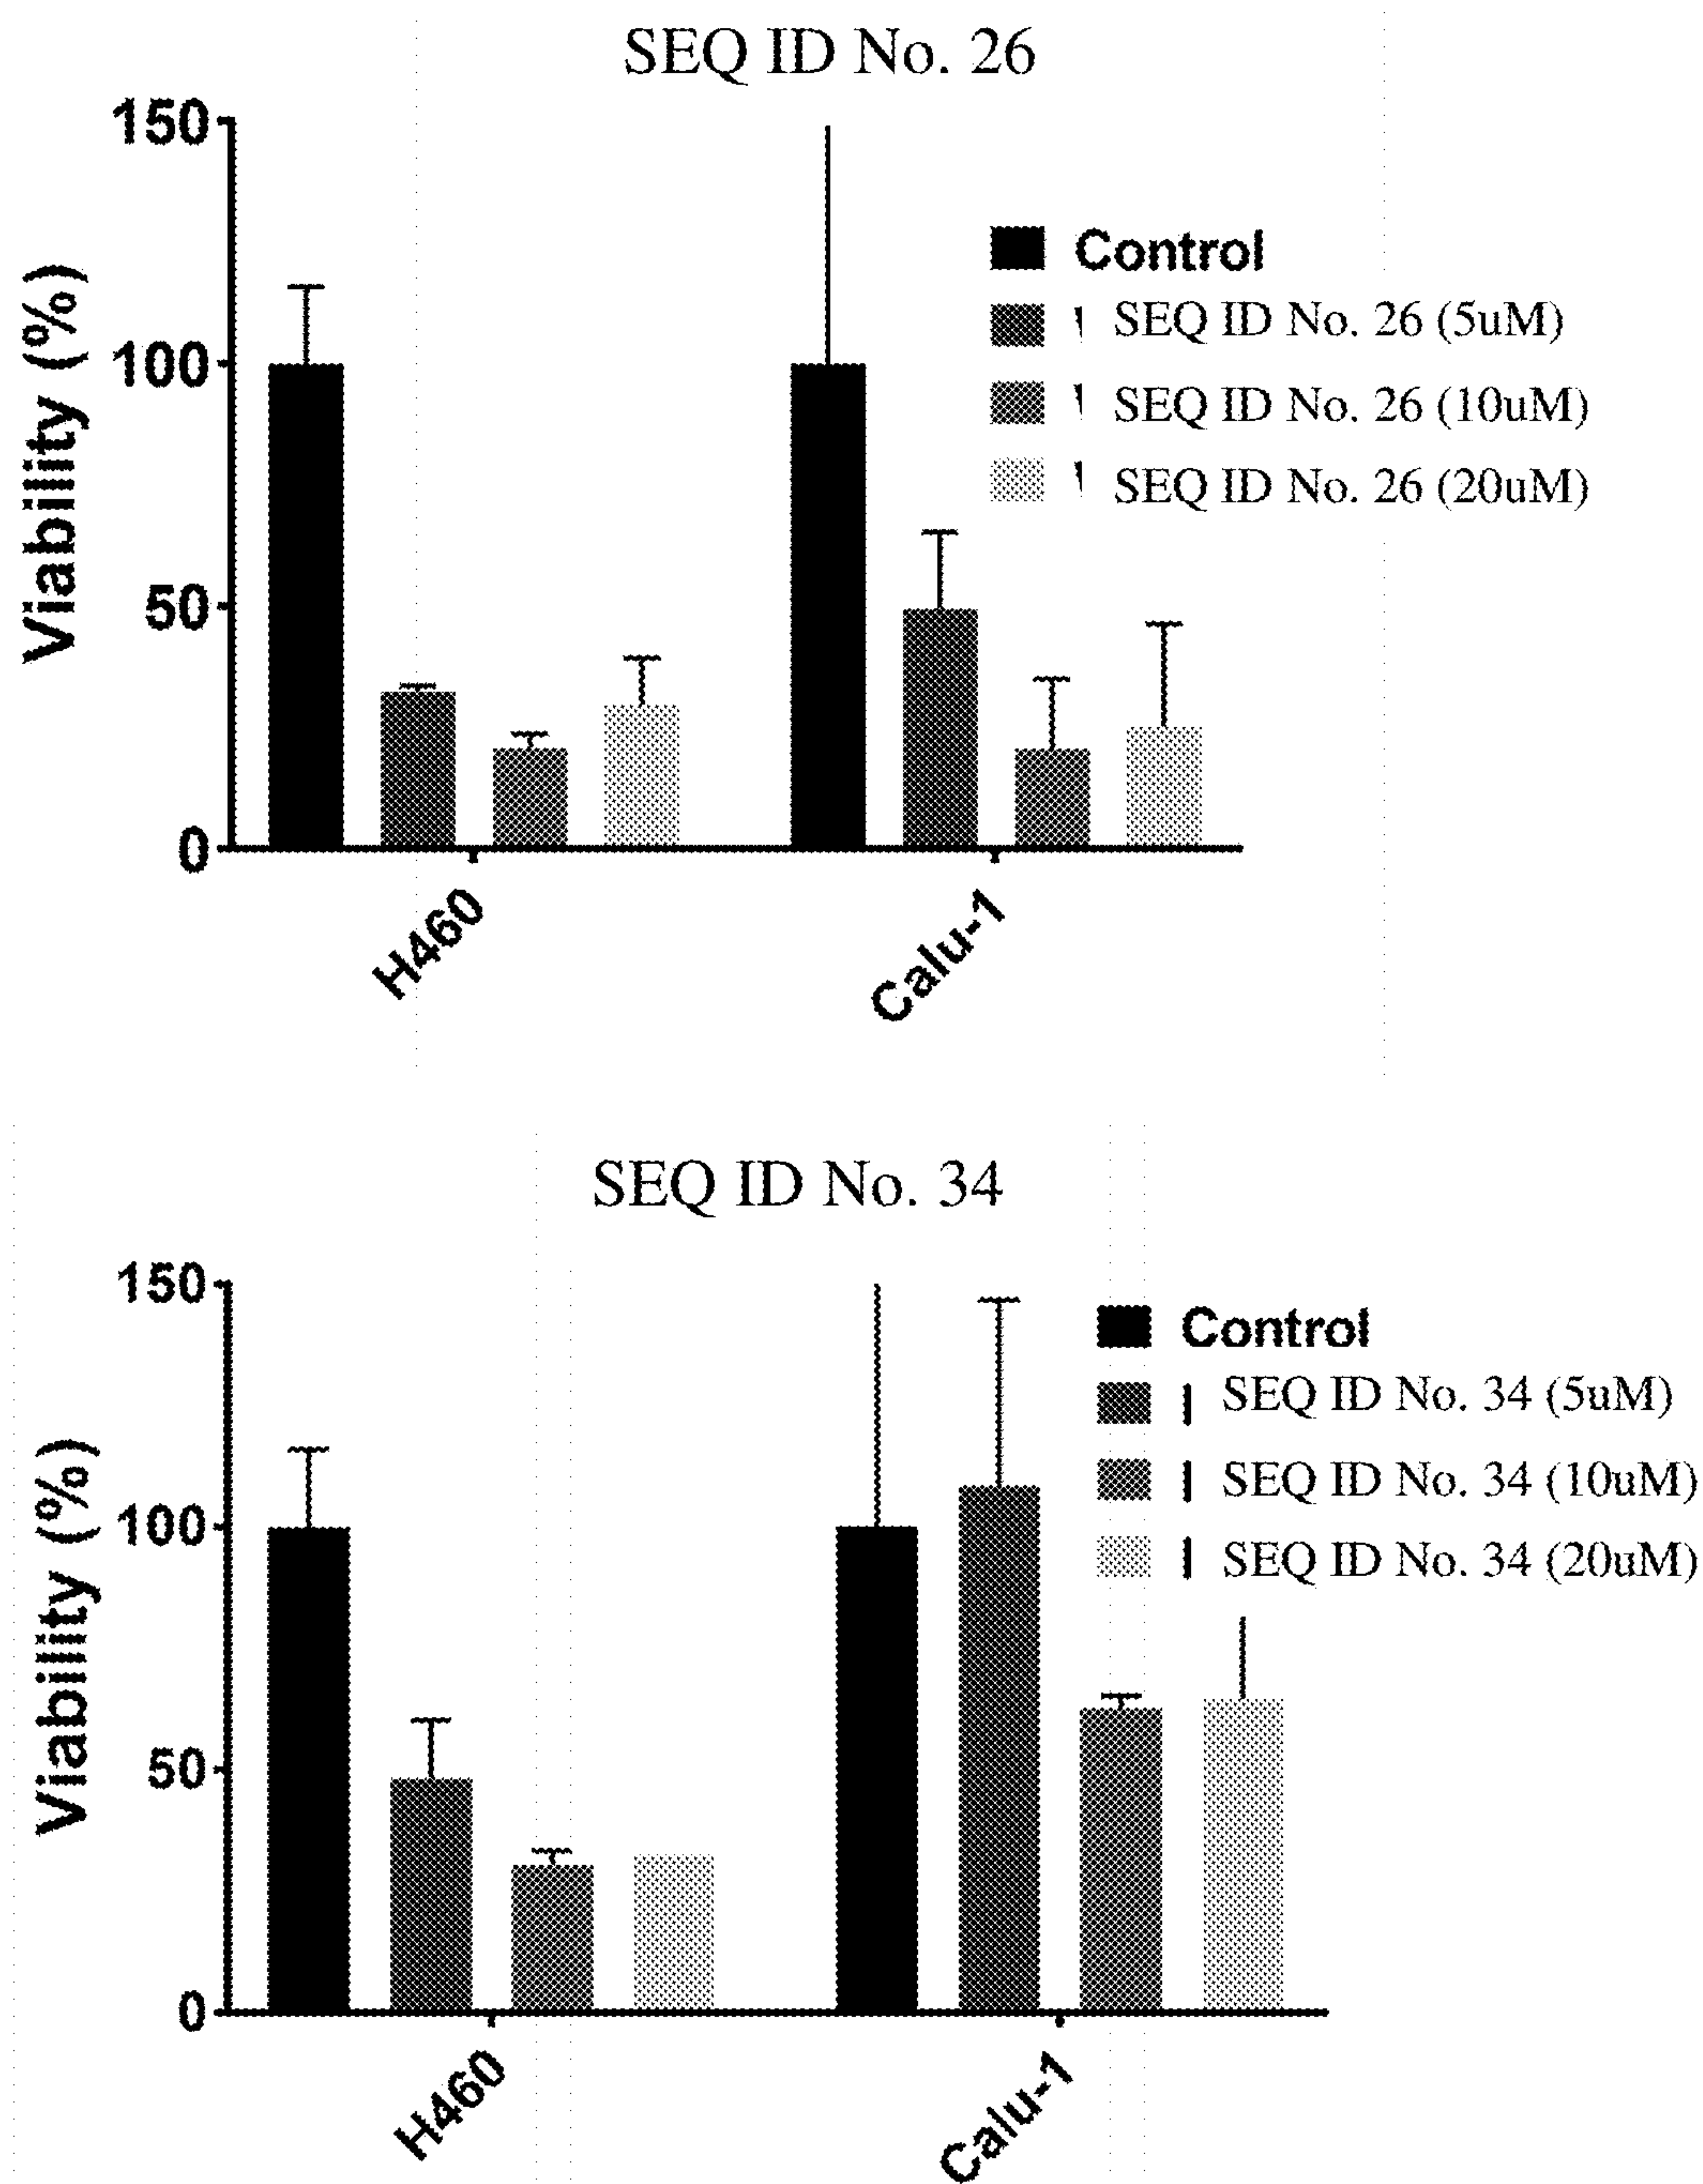 SEQ ID No. 26
150
100
50
0
Viability (%)
Control
SEQ ID No. 26 (5uM)
SEQ ID No. 26 (10uM)
SEQ ID No. 26 (20uM)
H460
Calu-1
SEQ ID No. 34
150
100
50
0
Viability (%)
Control
SEQ ID No. 34 (5uM)
SEQ ID No. 34 (10uM)
SEQ ID No. 34 (20uM)
H460
Calu-1